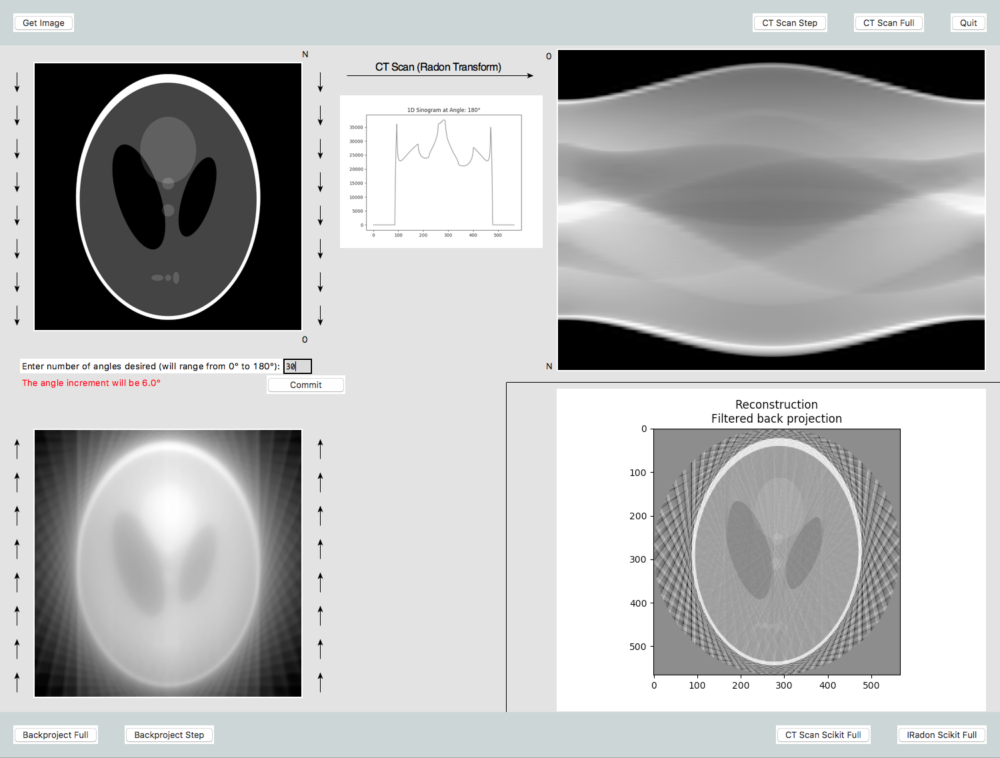 Get Image
CT Scan Step
CT Scan Full
Quit
N
CT Scan (Radon Transform)
0
1D Sinogram at Angle: 180°
35000
30000
25000
20000
15000
10000
5000
0
0 100 200 300 400 500
0
N
Enter number of angles desired (will range from 0° to 180°): 30
The angle increment will be 6.0°
Commit
Reconstruction
Filtered back projection
0
100
200
300
400
500
0 100 200 300 400 500
Backproject Full
Backproject Step
CT Scan Scikit Full
IRadon Scikit Full